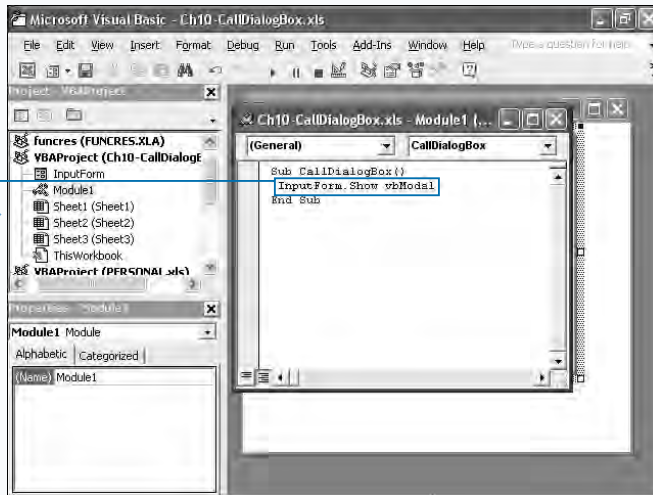 Microsoft Visual Basic - Ch10-CallDialogBox.xls
File Edit View Insert Format Debug Run Tools Add-Ins Window Help
Type a question for help
Project - VBAProject
funcres (FUNCRES.XLA)
VBAProject (Ch10-CallDialogE
InputForm
Module1
Sheet1 (Sheet1)
Sheet2 (Sheet2)
Sheet3 (Sheet3)
ThisWorkbook
VBAProject (PERSONAL.xls)
Properties - Module1
Module1 Module
Alphabetic Categorized
(Name) Module1
Ch10-CallDialogBox.xls - Module1 (...
(General) CallDialogBox
Sub CallDialogBox()
InputForm.Show vbModal
End Sub